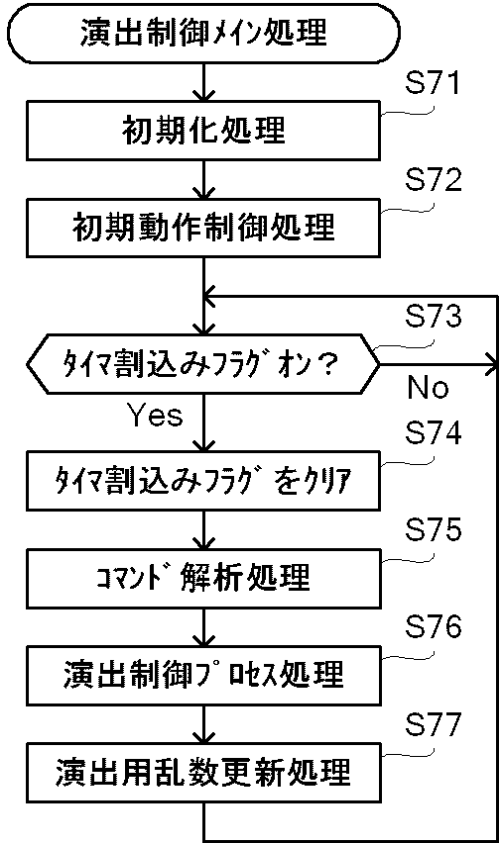 演出制御ﾒｲﾝ処理
S71
初期化処理
S72
初期動作制御処理
S73
ﾀｲﾏ割込みﾌﾗｸﾞｵﾝ?
No
Yes
S74
ﾀｲﾏ割込みﾌﾗｸﾞをｸﾘｱ
S75
ｺﾏﾝﾄﾞ解析処理
S76
演出制御ﾌﾟﾛｾｽ処理
S77
演出用乱数更新処理